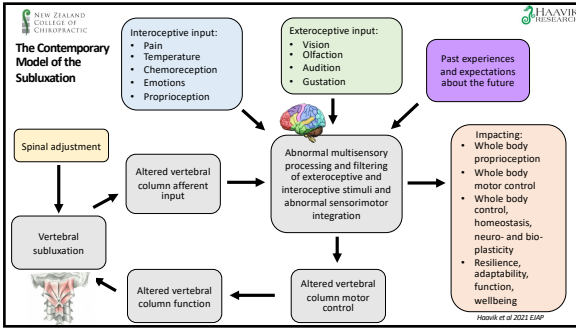 NEW ZEALAND
COLLEGE OF
CHIROPRACTIC
HAAVIK
RESEARCH
The Contemporary
Model of the
Subluxation
Interoceptive input:
• Pain
• Temperature
• Chemoreception
• Emotions
• Proprioception
Exteroceptive input:
• Vision
• Olfaction
• Audition
• Gustation
Past experiences
and expectations
about the future
Spinal adjustment
Altered vertebral
column afferent
input
Abnormal multisensory
processing and filtering
of exteroceptive and
interoceptive stimuli and
abnormal sensorimotor
integration
Impacting:
• Whole body
proprioception
• Whole body
motor control
• Whole body
control,
homeostasis,
neuro- and bio-
plasticity
• Resilience,
adaptability,
function,
wellbeing
Vertebral
subluxation
Altered vertebral
column function
Altered vertebral
column motor
control
Haavik et al 2021 EJAP